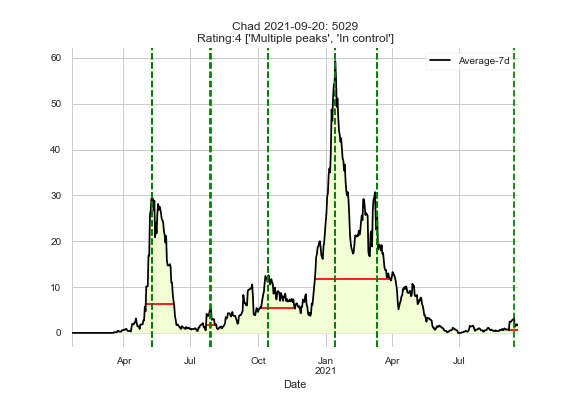 Chad 2021-09-20: 5029
Rating:4 ['Multiple peaks', 'In control']
Average-7d
60
50
40
30
20
10
0
Apr Jul Oct Jan Apr Jul
2021
Date